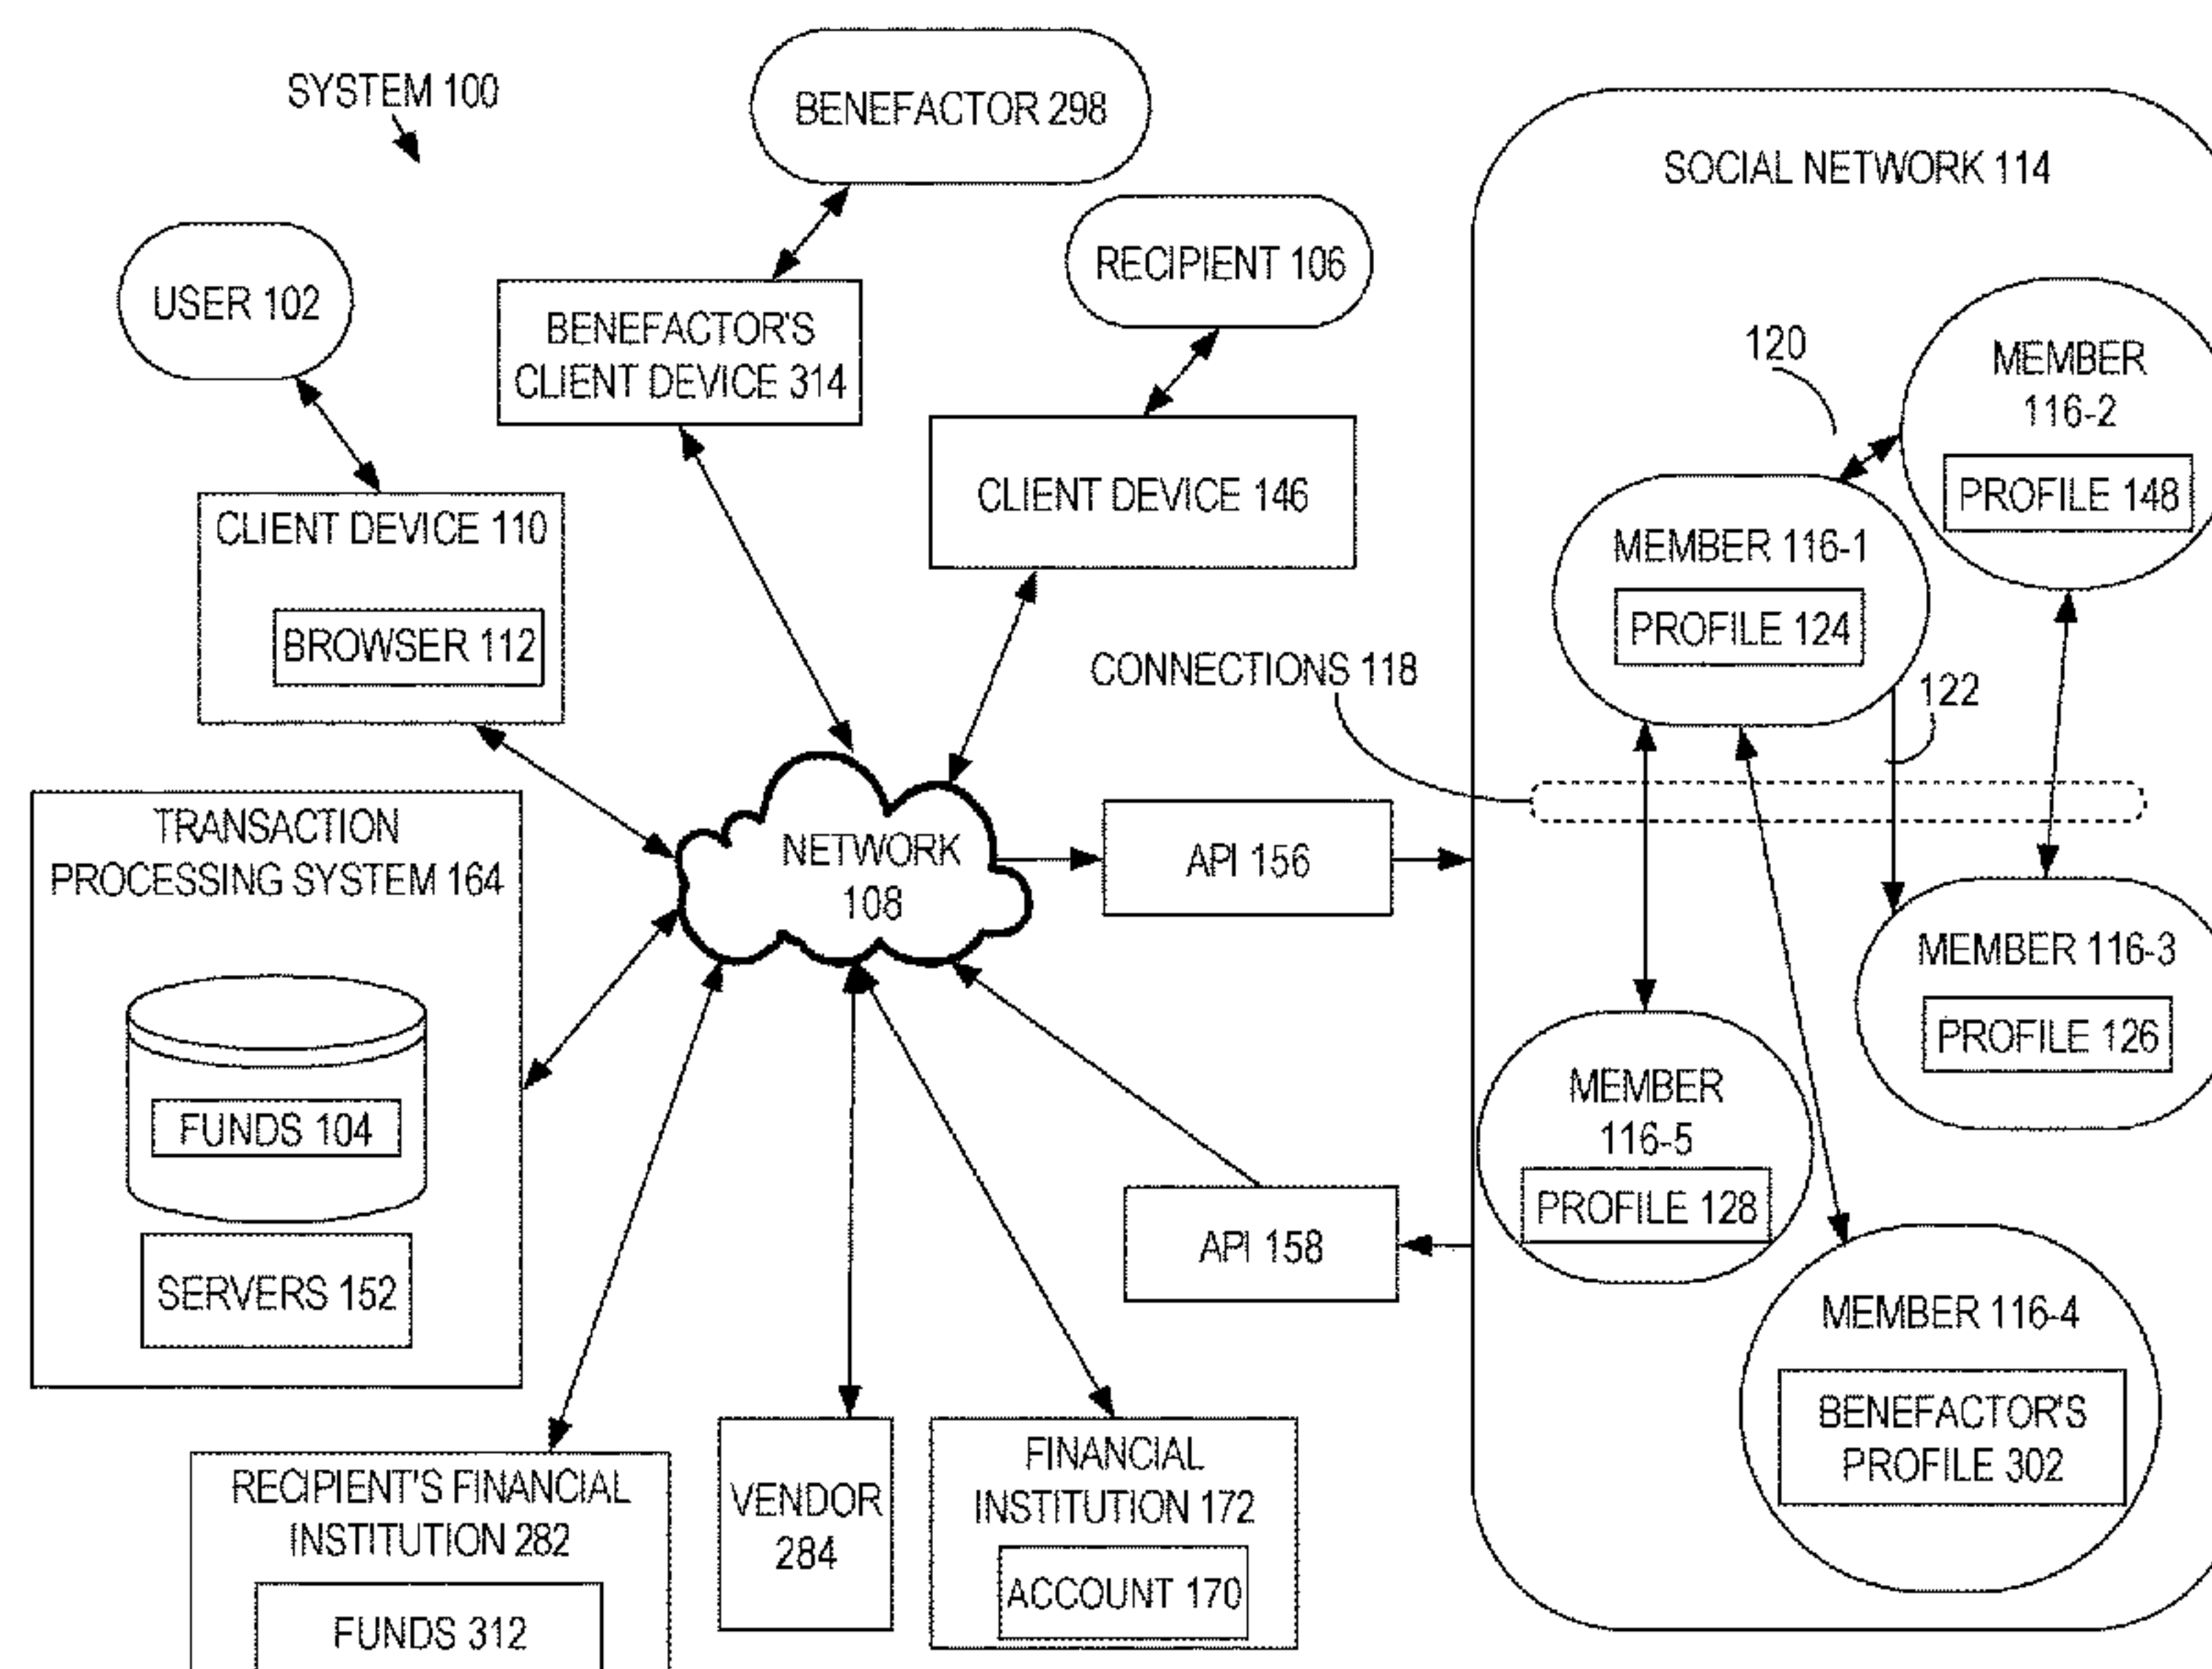 SYSTEM 100
BENEFACTOR 298
SOCIAL NETWORK 114
RECIPIENT 106
USER 102
BENEFACTOR'S
CLIENT DEVICE 314
120
MEMBER
116-2
PROFILE 148
CLIENT DEVICE 146
CLIENT DEVICE 110
BROWSER 112
MEMBER 116-1
PROFILE 124
CONNECTIONS 118
122
TRANSACTION
PROCESSING SYSTEM 164
NETWORK
108
API 156
MEMBER 116-3
PROFILE 126
FUNDS 104
SERVERS 152
MEMBER
116-5
PROFILE 128
API 158
MEMBER 116-4
BENEFACTOR'S
PROFILE 302
RECIPIENT'S FINANCIAL
INSTITUTION 282
FUNDS 312
VENDOR
284
FINANCIAL
INSTITUTION 172
ACCOUNT 170